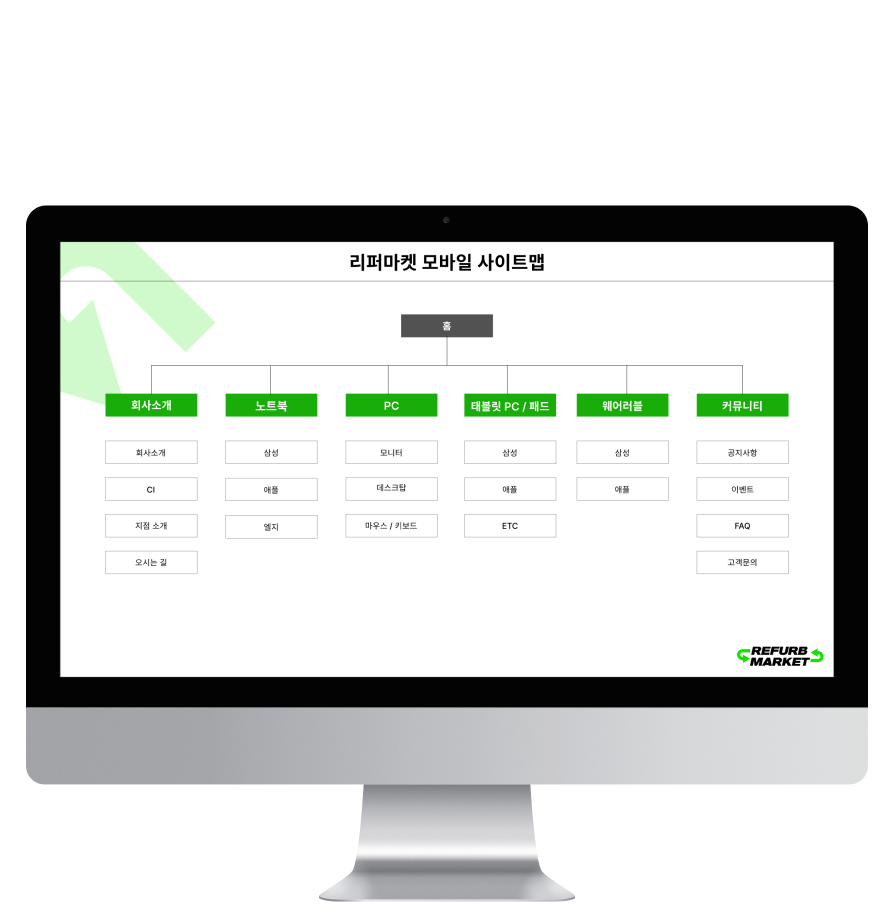 리퍼마켓 모바일 사이트맵
홈
회사소개
노트북
PC
태블릿 PC / 패드
웨어러블
커뮤니티
회사소개
삼성
모니터
삼성
삼성
공지사항
CI
애플
데스크탑
애플
애플
이벤트
지점 소개
엘지
마우스 / 키보드
ETC
FAQ
오시는 길
고객문의
REFURB
MARKET